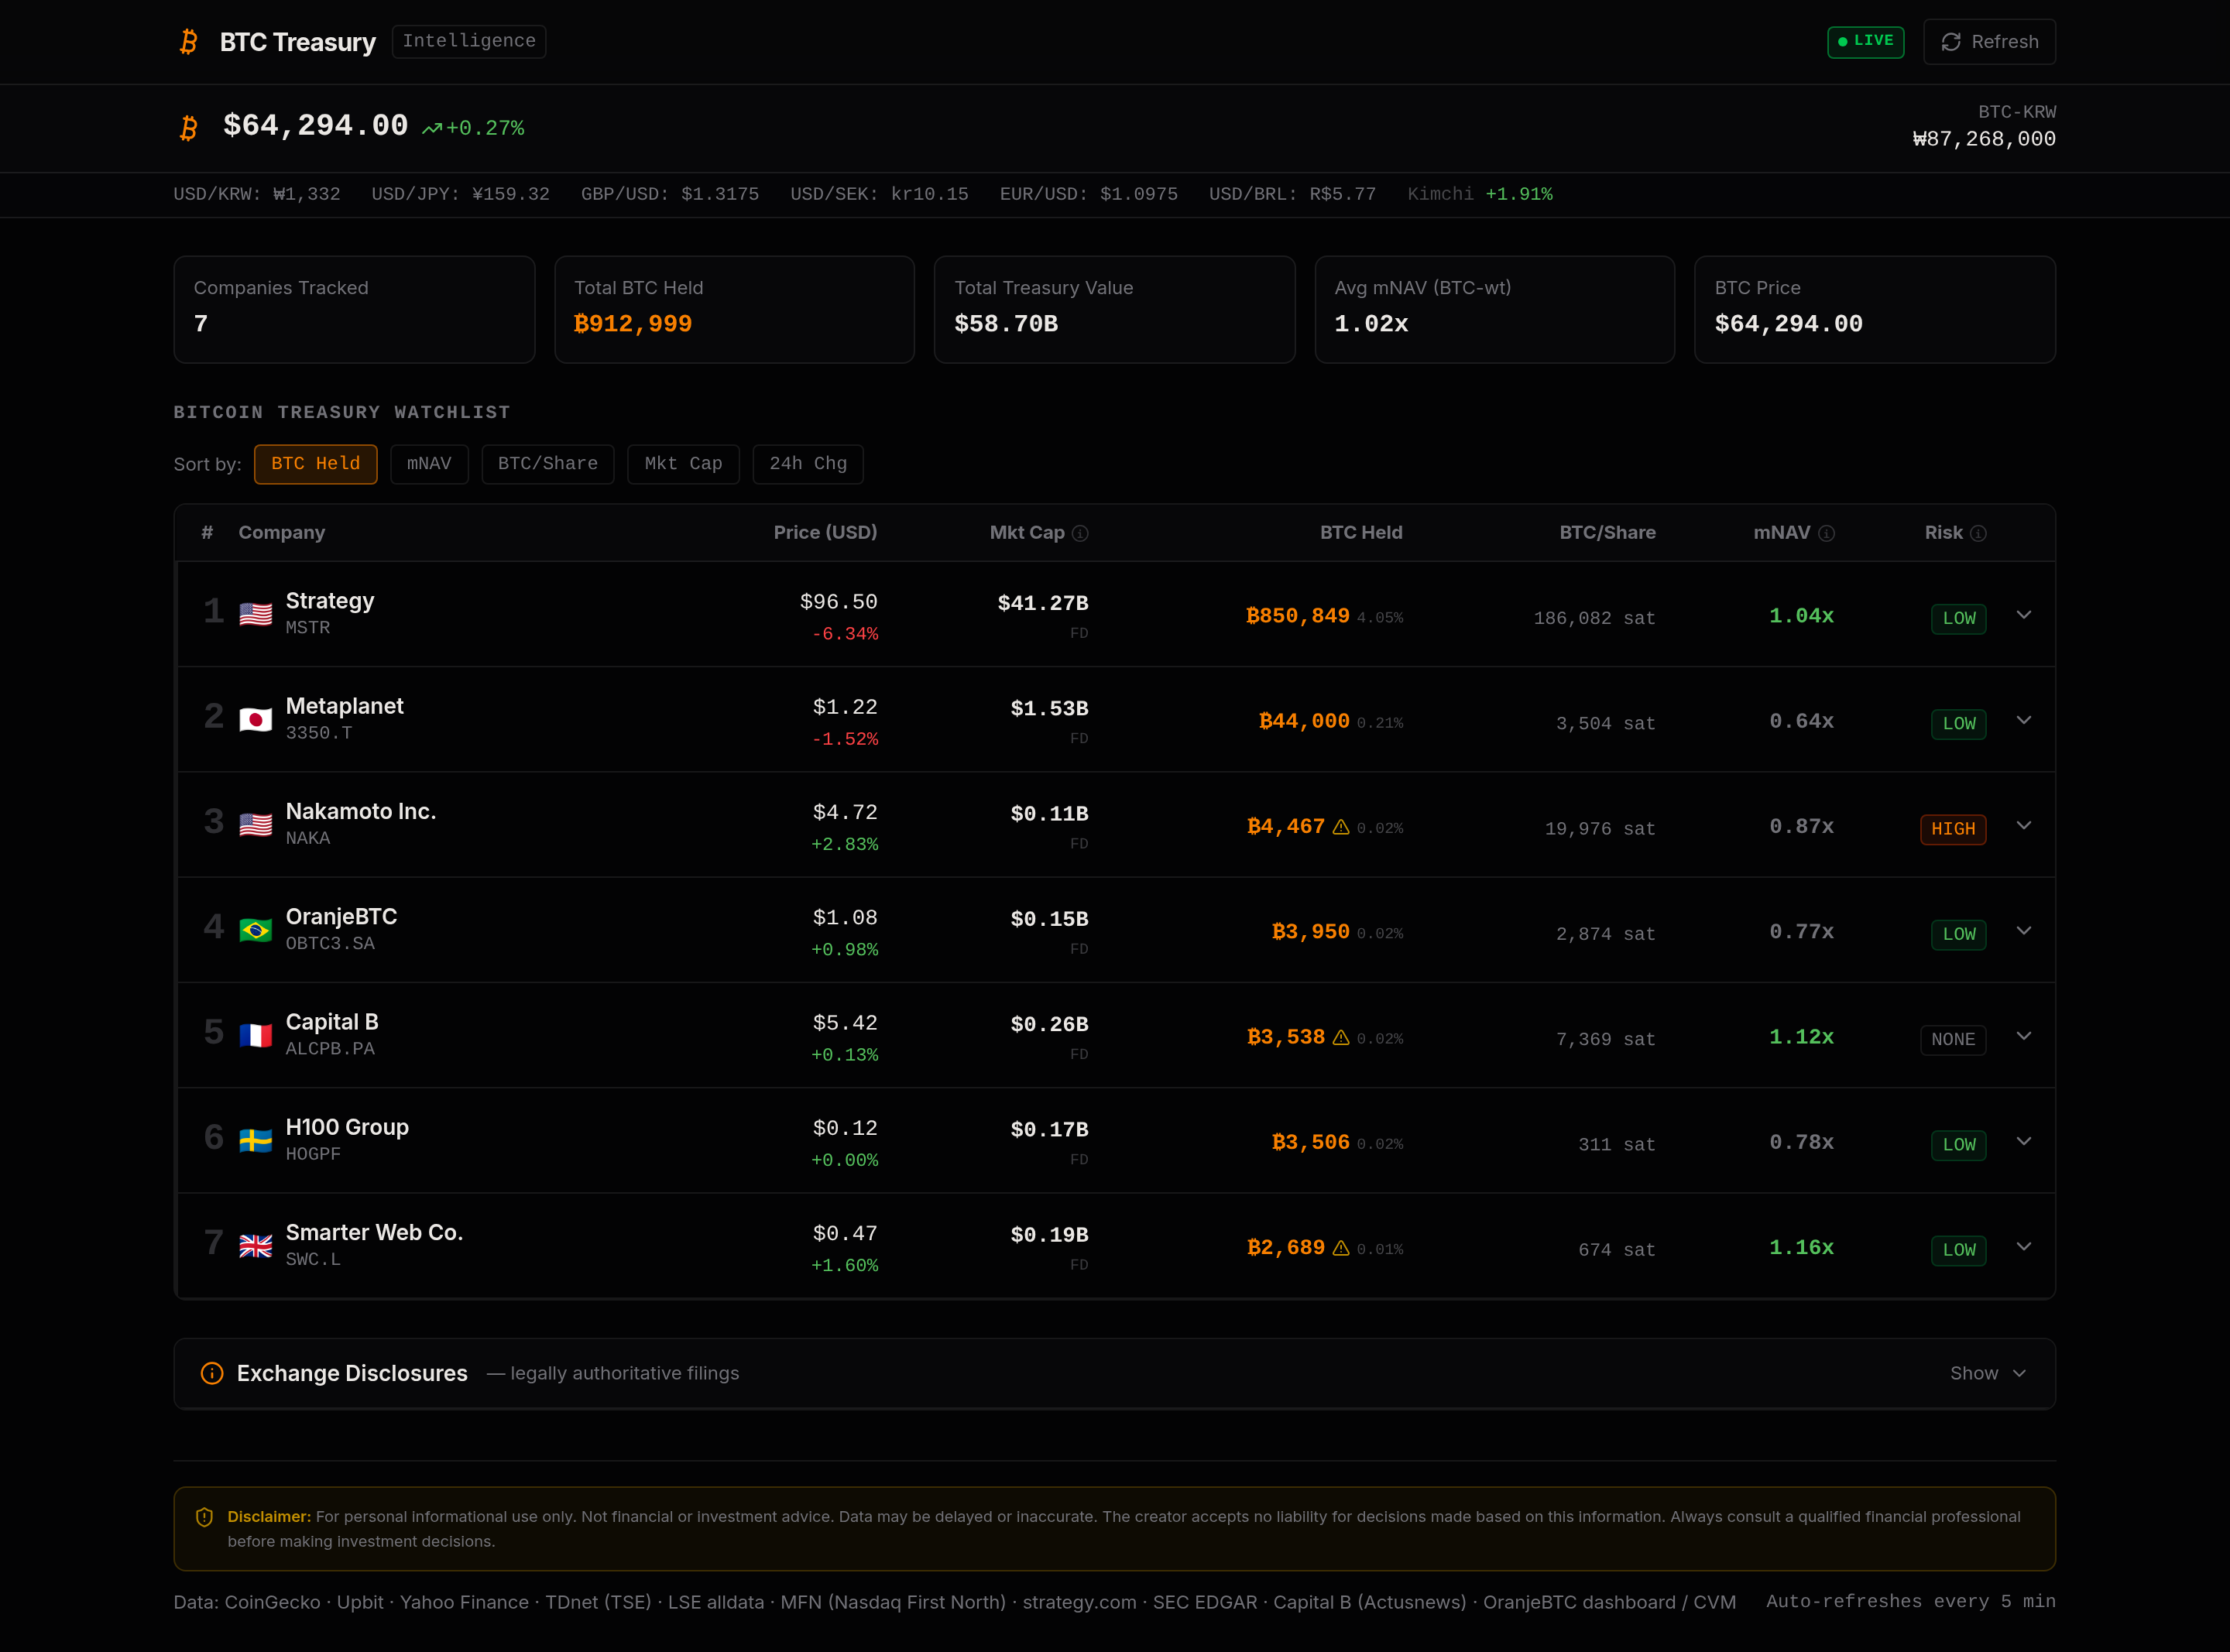 BTC Treasury Intelligence LIVE Refresh
$64,294.00 +0.27% BTC-KRW
₩87,268,000
USD/KRW: ₩1,332 USD/JPY: ¥159.32 GBP/USD: $1.3175 USD/SEK: kr10.15 EUR/USD: $1.0975 USD/BRL: R$5.77 Kimchi +1.91%
Companies Tracked Total BTC Held Total Treasury Value Avg mNAV (BTC-wt) BTC Price
7 ₿912,999 $58.70B 1.02x $64,294.00
BITCOIN TREASURY WATCHLIST
Sort by: BTC Held mNAV BTC/Share Mkt Cap 24h Chg
# Company Price (USD) Mkt Cap BTC Held BTC/Share mNAV Risk
1 Strategy $96.50 $41.27B ₿850,849 4.05% 186,082 sat 1.04x LOW
MSTR -6.34% FD
2 Metaplanet $1.22 $1.53B ₿44,000 0.21% 3,504 sat 0.64x LOW
3350.T -1.52% FD
3 Nakamoto Inc. $4.72 $0.11B ₿4,467 0.02% 19,976 sat 0.87x HIGH
NAKA +2.83% FD
4 OranjeBTC $1.08 $0.15B ₿3,950 0.02% 2,874 sat 0.77x LOW
OBTC3.SA +0.98% FD
5 Capital B $5.42 $0.26B ₿3,538 0.02% 7,369 sat 1.12x NONE
ALCPB.PA +0.13% FD
6 H100 Group $0.12 $0.17B ₿3,506 0.02% 311 sat 0.78x LOW
HOGPF +0.00% FD
7 Smarter Web Co. $0.47 $0.19B ₿2,689 0.01% 674 sat 1.16x LOW
SWC.L +1.60% FD
Exchange Disclosures — legally authoritative filings Show
Disclaimer: For personal informational use only. Not financial or investment advice. Data may be delayed or inaccurate. The creator accepts no liability for decisions made based on this information. Always consult a qualified financial professional
before making investment decisions.
Data: CoinGecko · Upbit · Yahoo Finance · TDnet (TSE) · LSE alldata · MFN (Nasdaq First North) · strategy.com · SEC EDGAR · Capital B (Actusnews) · OranjeBTC dashboard / CVM Auto-refreshes every 5 min